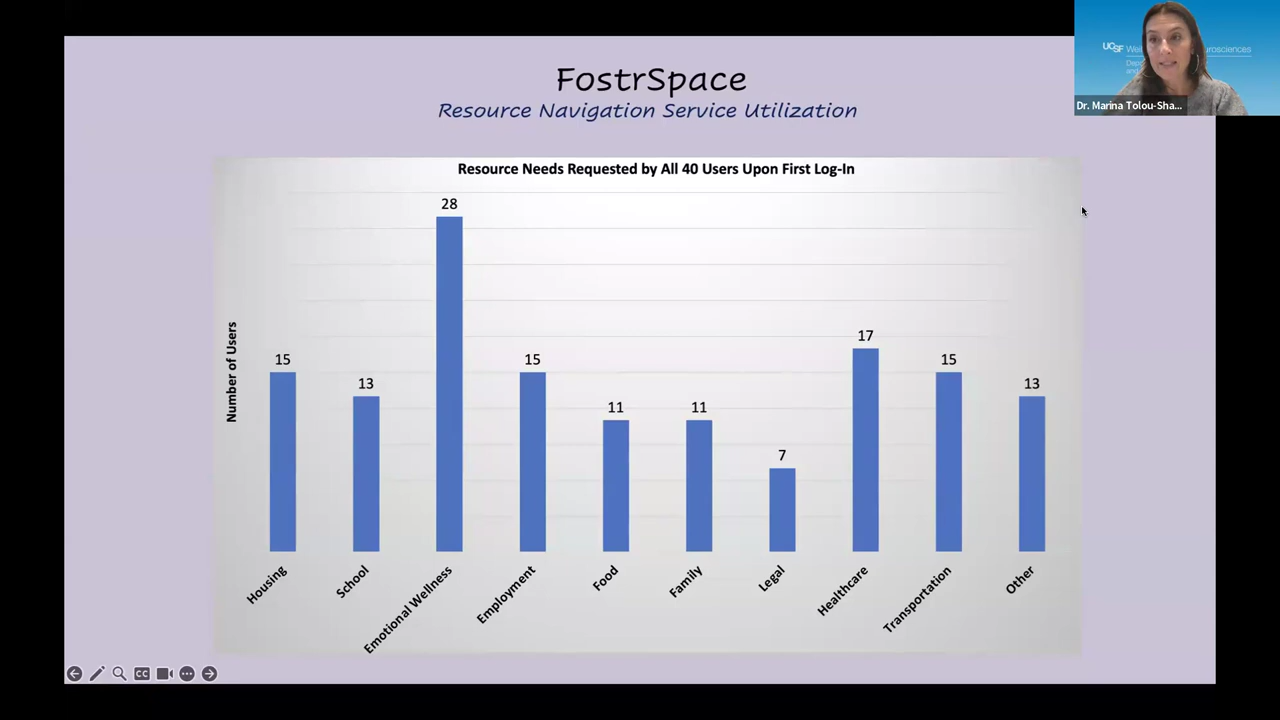 FostrSpace
Resource Navigation Service Utilization
Resource Needs Requested by All 40 Users Upon First Log-In
Number of Users
28
15
13
15
11
11
7
17
15
13
Housing
School
Emotional Wellness
Employment
Food
Family
Legal
Healthcare
Transportation
Other
UCSF
Dr. Marina Tolou-Sha...
CC